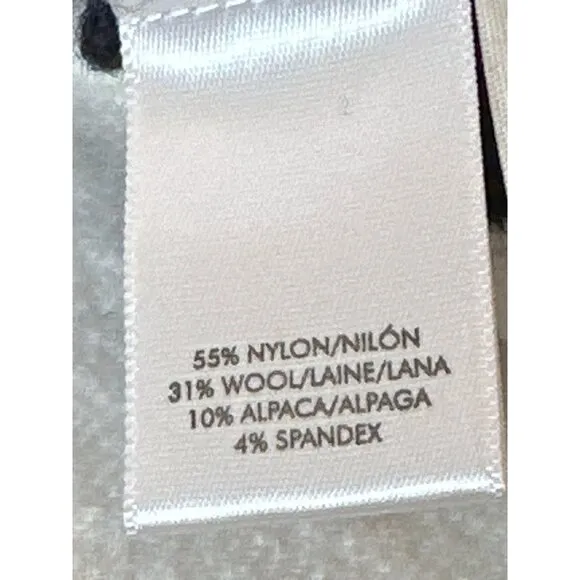 55% NYLON/NILÓN
31% WOOL/LAINE/LANA
10% ALPACA/ALPAGA
4% SPANDEX